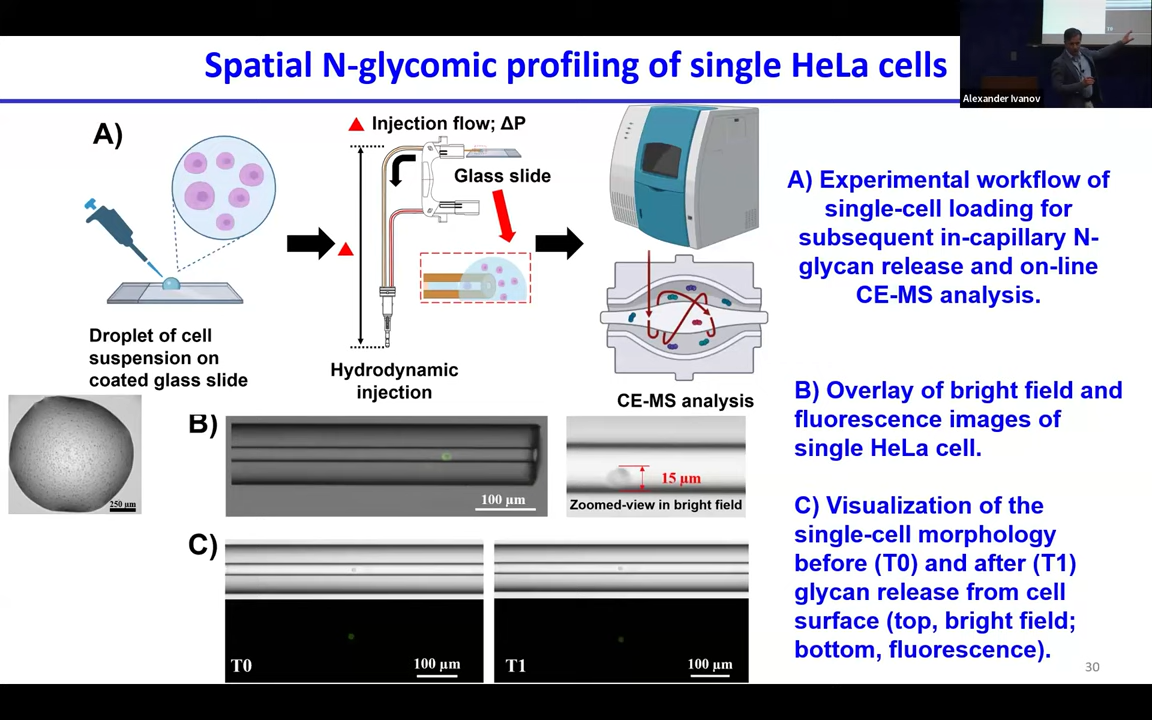 Spatial N-glycomic profiling of single HeLa cells
Alexander Ivanov
A)
Injection flow; ΔP
Glass slide
Droplet of cell
suspension on
coated glass slide
Hydrodynamic
injection
CE-MS analysis
250 µm
B)
100 µm
15 µm
Zoomed-view in bright field
C)
T0
100 µm
T1
100 µm
A) Experimental workflow of
single-cell loading for
subsequent in-capillary N-
glycan release and on-line
CE-MS analysis.
B) Overlay of bright field and
fluorescence images of
single HeLa cell.
C) Visualization of the
single-cell morphology
before (T0) and after (T1)
glycan release from cell
surface (top, bright field;
bottom, fluorescence).
30